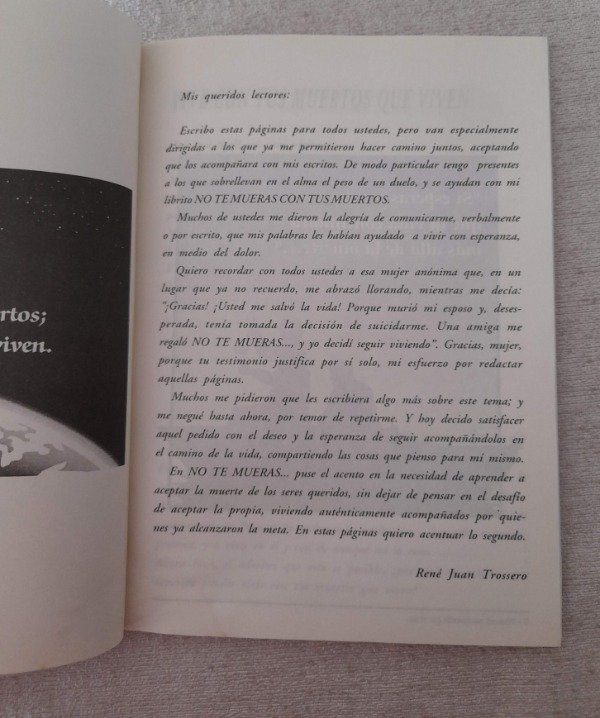 rtos;
viven.
Mis queridos lectores:
Escribo estas páginas para todos ustedes, pero van especialmente
dirigidas a los que ya me permitieron hacer camino juntos, aceptando
que los acompañara con mis escritos. De modo particular tengo presentes
a los que sobrellevan en el alma el peso de un duelo, y se ayudan con mi
librito NO TE MUERAS CON TUS MUERTOS.
Muchos de ustedes me dieron la alegría de comunicarme, verbalmente
o por escrito, que mis palabras les habían ayudado a vivir con esperanza,
en medio del dolor.
Quiero recordar con todos ustedes a esa mujer anónima que, en un
lugar que ya no recuerdo, me abrazó llorando, mientras me decía:
"¡Gracias! ¡Usted me salvó la vida! Porque murió mi esposo y, deses-
perada, tenía tomada la decisión de suicidarme. Una amiga me
regaló NO TE MUERAS..., y yo decidí seguir viviendo". Gracias, mujer,
porque tu testimonio justifica por sí solo, mi esfuerzo por redactar
aquellas páginas.
Muchos me pidieron que les escribiera algo más sobre este tema; y
me negué hasta ahora, por temor de repetirme. Y hoy decido satisfacer
aquel pedido con el deseo y la esperanza de seguir acompañándolos en
el camino de la vida, compartiendo las cosas que pienso para mí mismo.
En NO TE MUERAS... puse el acento en la necesidad de aprender a
aceptar la muerte de los seres queridos, sin dejar de pensar en el desafío
de aceptar la propia, viviendo auténticamente acompañados por quie-
nes ya alcanzaron la meta. En estas páginas quiero acentuar lo segundo.
René Juan Trossero